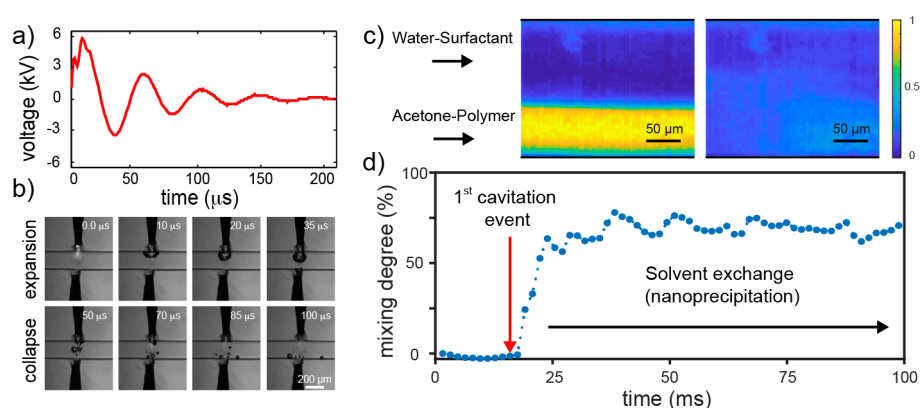 a)
6
3
0
-3
-6
voltage (kV)
0
50
100
150
200
time (μs)
b)
expansion
0.0 μs
10 μs
20 μs
35 μs
collapse
50 μs
70 μs
85 μs
100 μs
200 μm
c)
Water-Surfactant
Acetone-Polymer
50 μm
50 μm
1
0.5
0
d)
100
75
50
0
mixing degree (%)
1st cavitation
event
Solvent exchange
(nanoprecipitation)
0
25
50
75
100
time (ms)